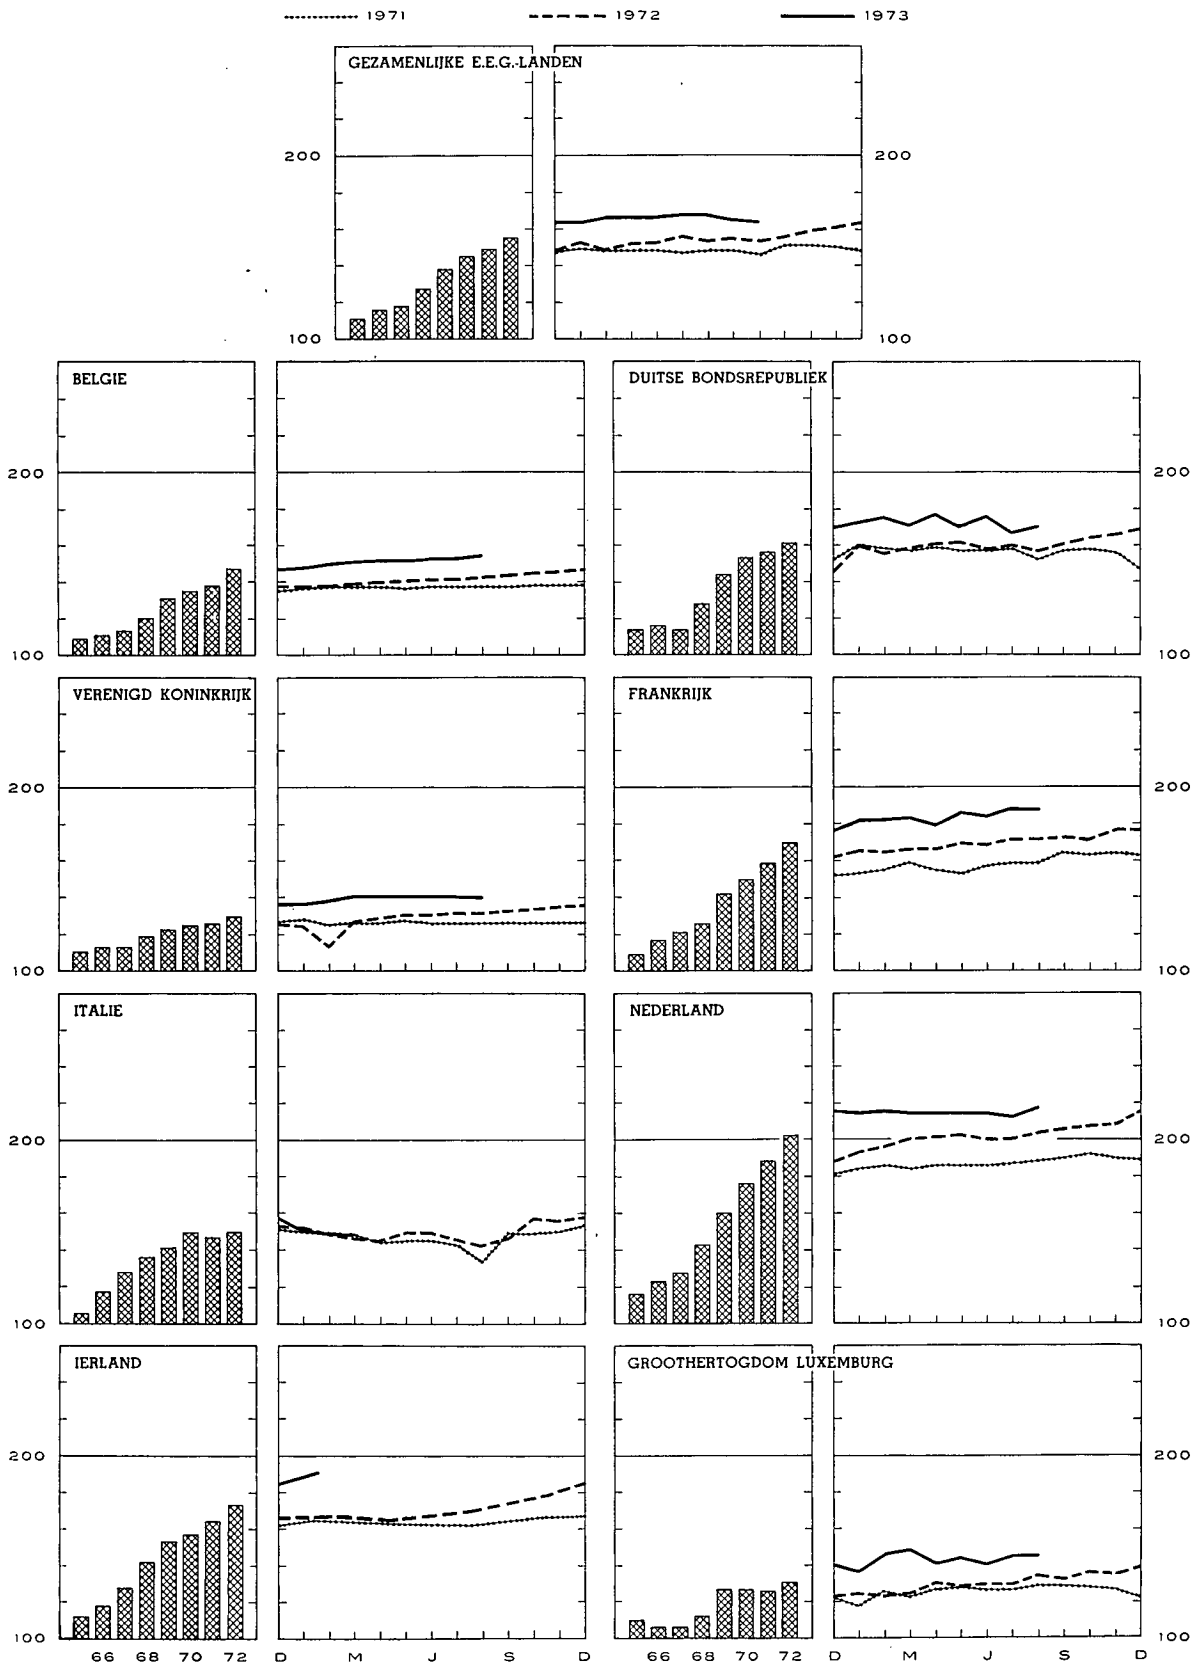 1971 1972 1973
GEZAMENLIJKE E.E.G.-LANDEN
200 200
100 100
BELGIE DUITSE BONDSREPUBLIEK
200 200
100 100
VERENIGD KONINKRIJK FRANKRIJK
200 200
100 100
ITALIE NEDERLAND
200 200
100 100
IERLAND GROOTHERTOGDOM LUXEMBURG
200 200
100 100
66 68 70 72 D M J S D 66 68 70 72 D M J S D